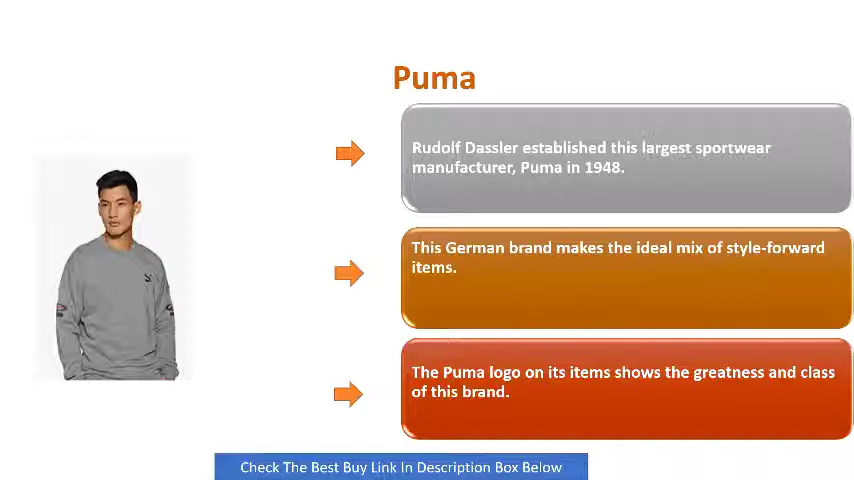 Puma
Rudolf Dassler established this largest sportwear
manufacturer, Puma in 1948.
This German brand makes the ideal mix of style-forward
items.
The Puma logo on its items shows the greatness and class
of this brand.
Check The Best Buy Link In Description Box Below